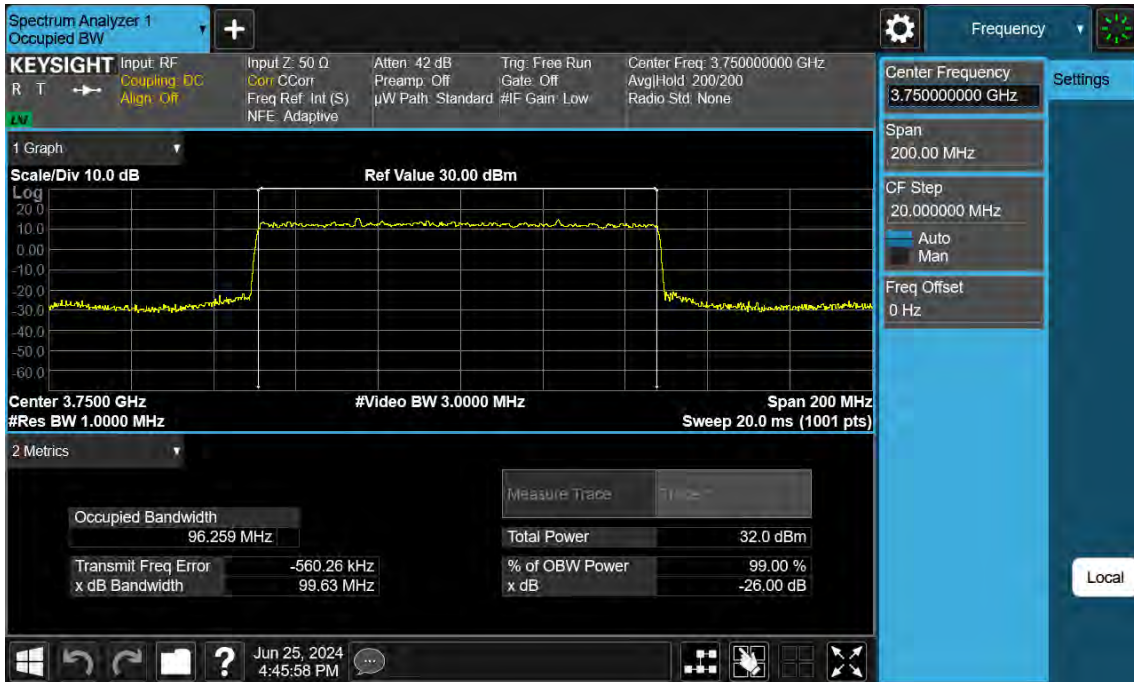 Spectrum Analyzer 1
Occupied BW
Frequency
KEYSIGHT
R T
LNI
Input: RF
Coupling: DC
Align: Off
Input Z: 50 Ω
Corr CCorr
Freq Ref: Int (S)
NFE: Adaptive
Atten: 42 dB
Preamp: Off
µW Path: Standard
Trig: Free Run
Gate: Off
#IF Gain: Low
Center Freq: 3.750000000 GHz
Avg|Hold: 200/200
Radio Std: None
Center Frequency
3.750000000 GHz
Settings
Span
200.00 MHz
CF Step
20.000000 MHz
Auto
Man
Freq Offset
0 Hz
Local
1 Graph
Scale/Div 10.0 dB
Ref Value 30.00 dBm
Log
20.0
10.0
0.00
-10.0
-20.0
-30.0
-40.0
-50.0
-60.0
Center 3.7500 GHz
#Video BW 3.0000 MHz
Span 200 MHz
#Res BW 1.0000 MHz
Sweep 20.0 ms (1001 pts)
2 Metrics
Measure Trace
Occupied Bandwidth
96.259 MHz
Total Power 32.0 dBm
Transmit Freq Error -560.26 kHz
% of OBW Power 99.00 %
x dB Bandwidth 99.63 MHz
x dB -26.00 dB
?
Jun 25, 2024
4:45:58 PM